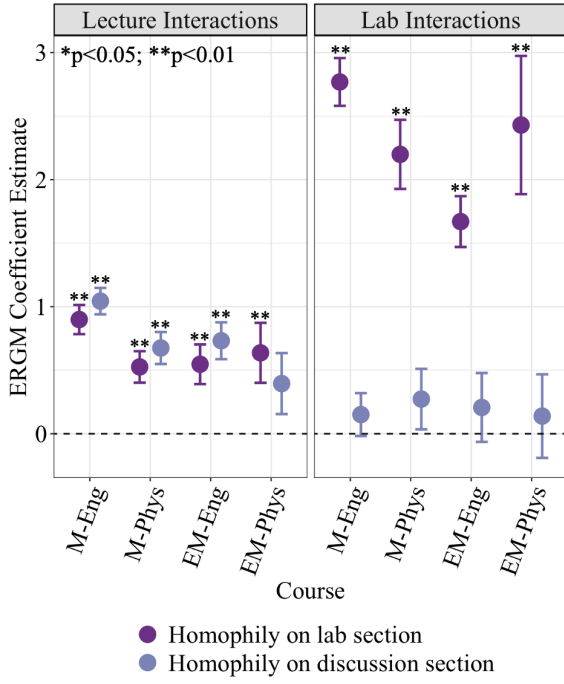 Lecture Interactions
Lab Interactions
*p<0.05; **p<0.01
ERGM Coefficient Estimate
3
2
1
0
** ** ** ** ** ** **
** ** ** **
M-Eng
M-Phys
EM-Eng
EM-Phys
M-Eng
M-Phys
EM-Eng
EM-Phys
Course
Homophily on lab section
Homophily on discussion section